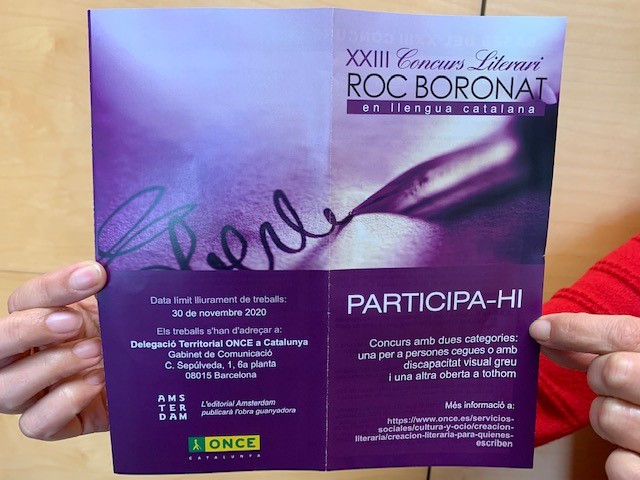 XXIII Concurs Literari
ROC BORONAT
en llengua catalana
Data límit lliurament de treballs:
30 de novembre 2020
Els treballs s'han d'adreçar a:
Delegació Territorial ONCE a Catalunya
Gabinet de Comunicació
C. Sepúlveda, 1, 6a planta
08015 Barcelona
AMS
TER
DAM
L'editorial Amsterdam
publicarà l'obra guanyadora
ONCE
CATALUNYA
PARTICIPA-HI
Concurs amb dues categories:
una per a persones cegues o amb
discapacitat visual greu
i una altra oberta a tothom
Més informació a:
https://www.once.es/servicios-
sociales/cultura-y-ocio/creacion-
literaria/creacion-literaria-para-quienes-
escriben